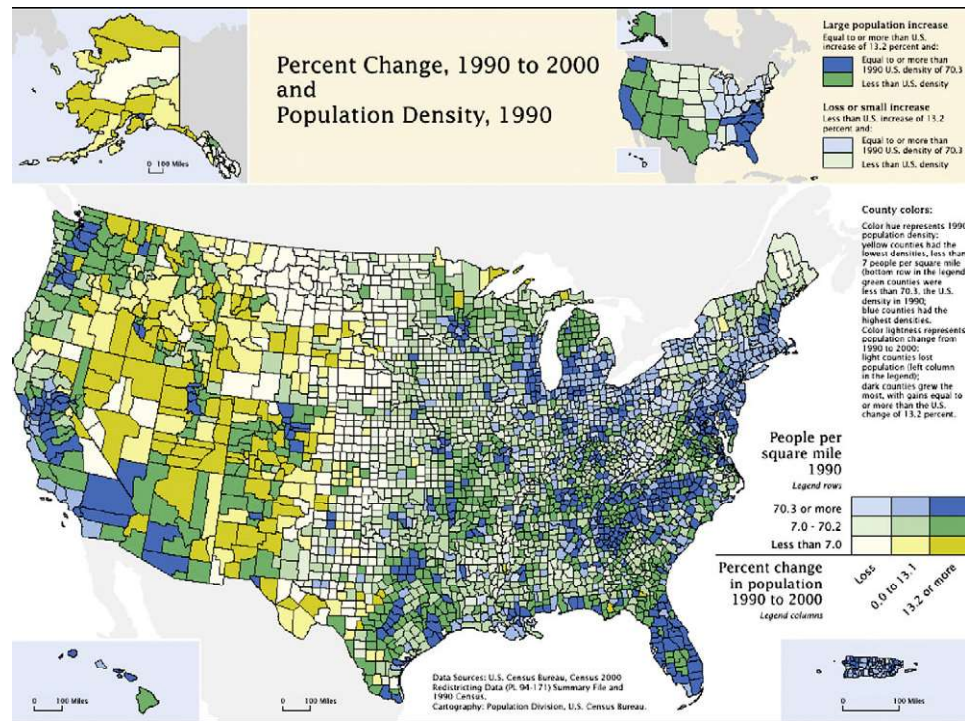 Percent Change, 1990 to 2000
and
Population Density, 1990
0 100 Miles
Large population increase
Equal to or more than U.S.
increase of 13.2 percent and:
Equal to or more than
1990 U.S. density of 70.3
Less than U.S. density
Loss or small increase
Less than U.S. increase of 13.2
percent and:
Equal to or more than
1990 U.S. density of 70.3
Less than U.S. density
County colors:
Color hue represents 1990
population density:
yellow counties had the
lowest densities, less than
7 people per square mile
(bottom row in the legend
green counties were
less than 70.3, the U.S.
density in 1990;
blue counties had the
highest densities.
Color lightness represents
population change from
1990 to 2000:
light counties lost
population (left column
in the legend);
dark counties grew the
most, with gains equal to
or more than the U.S.
change of 13.2 percent.
People per
square mile
1990
Legend rows
70.3 or more
7.0 - 70.2
Less than 7.0
Percent change
in population
1990 to 2000
Legend columns
Loss
0.0 to 13.1
13.2 or more
Data Sources: U.S. Census Bureau, Census 2000
Redistricting Data (PL 94-171) Summary File and
1990 Census.
Cartography: Population Division, U.S. Census Bureau.
0 100 Miles
0 100 Miles